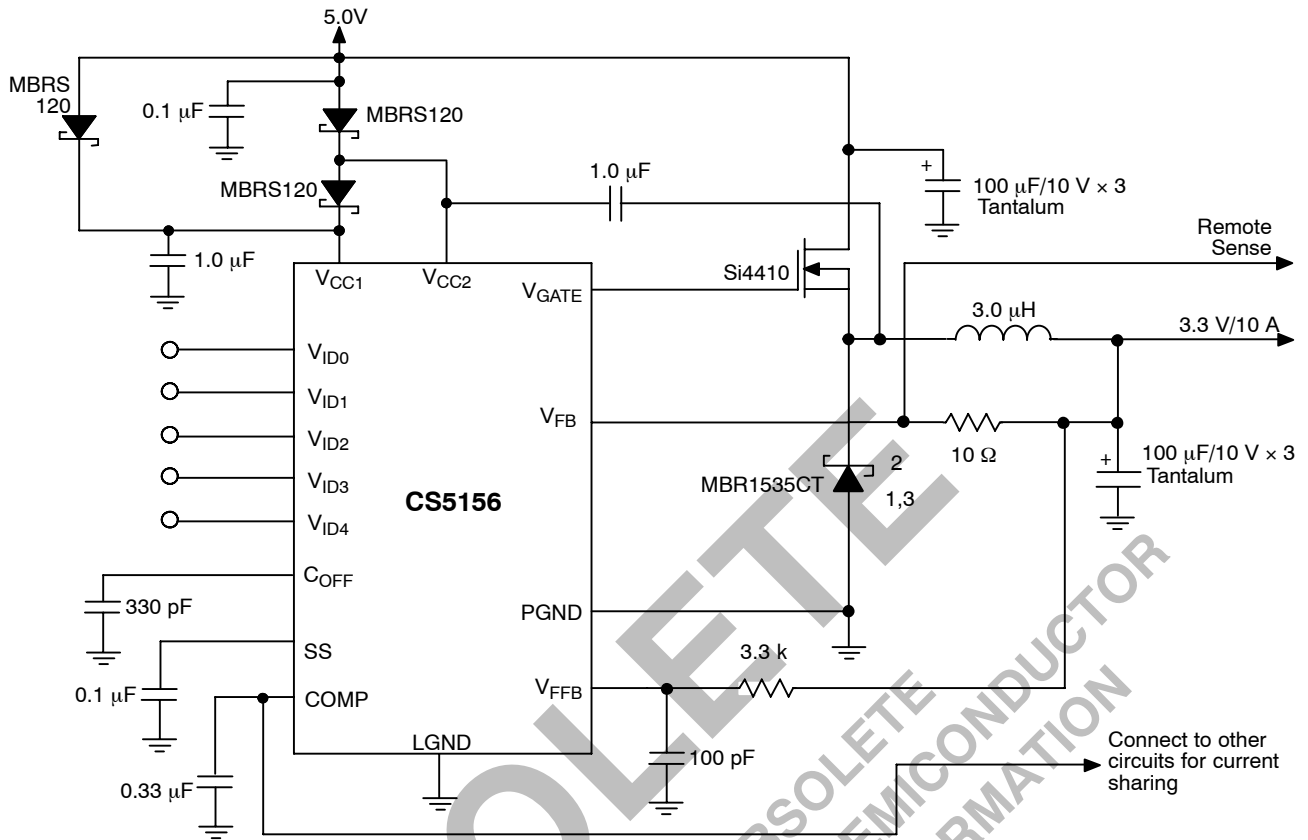 5.0V
MBRS
120
0.1 μF
MBRS120
MBRS120
1.0 μF
1.0 μF
+
100 μF/10 V × 3
Tantalum
Remote
Sense
Si4410
3.0 μH
3.3 V/10 A
VCC1
VCC2
VGATE
VID0
VID1
VID2
VID3
VID4
CS5156
VFB
10 Ω
+
100 μF/10 V × 3
Tantalum
MBR1535CT
2
1,3
COFF
330 pF
PGND
SS
0.1 μF
3.3 k
VFFB
COMP
LGND
100 pF
0.33 μF
Connect to other
circuits for current
sharing
OLETE